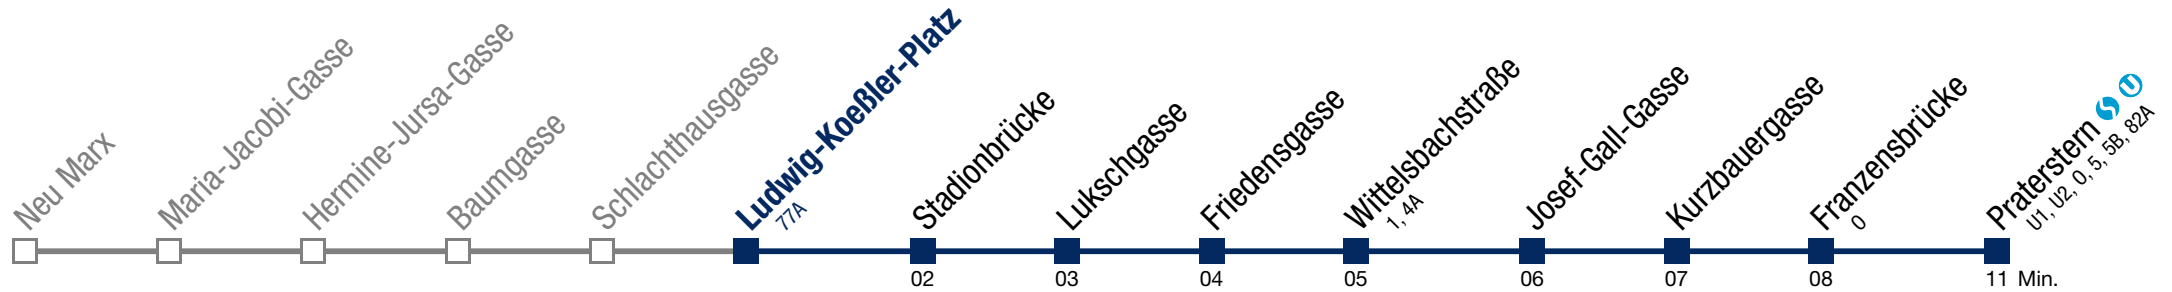 Neu Marx
Maria-Jacobi-Gasse
Hermine-Jursa-Gasse
Baumgasse
Schlachthausgasse
Ludwig-Koeßler-Platz
77A
Stadionbrücke
Lukschgasse
Friedensgasse
Wittelsbachstraße
1, 4A
Josef-Gall-Gasse
Kurzbauergasse
Franzensbrücke
O
Praterstern S U
U1, U2, O, 5, 5B, 82A
02 03 04 05 06 07 08 11 Min.